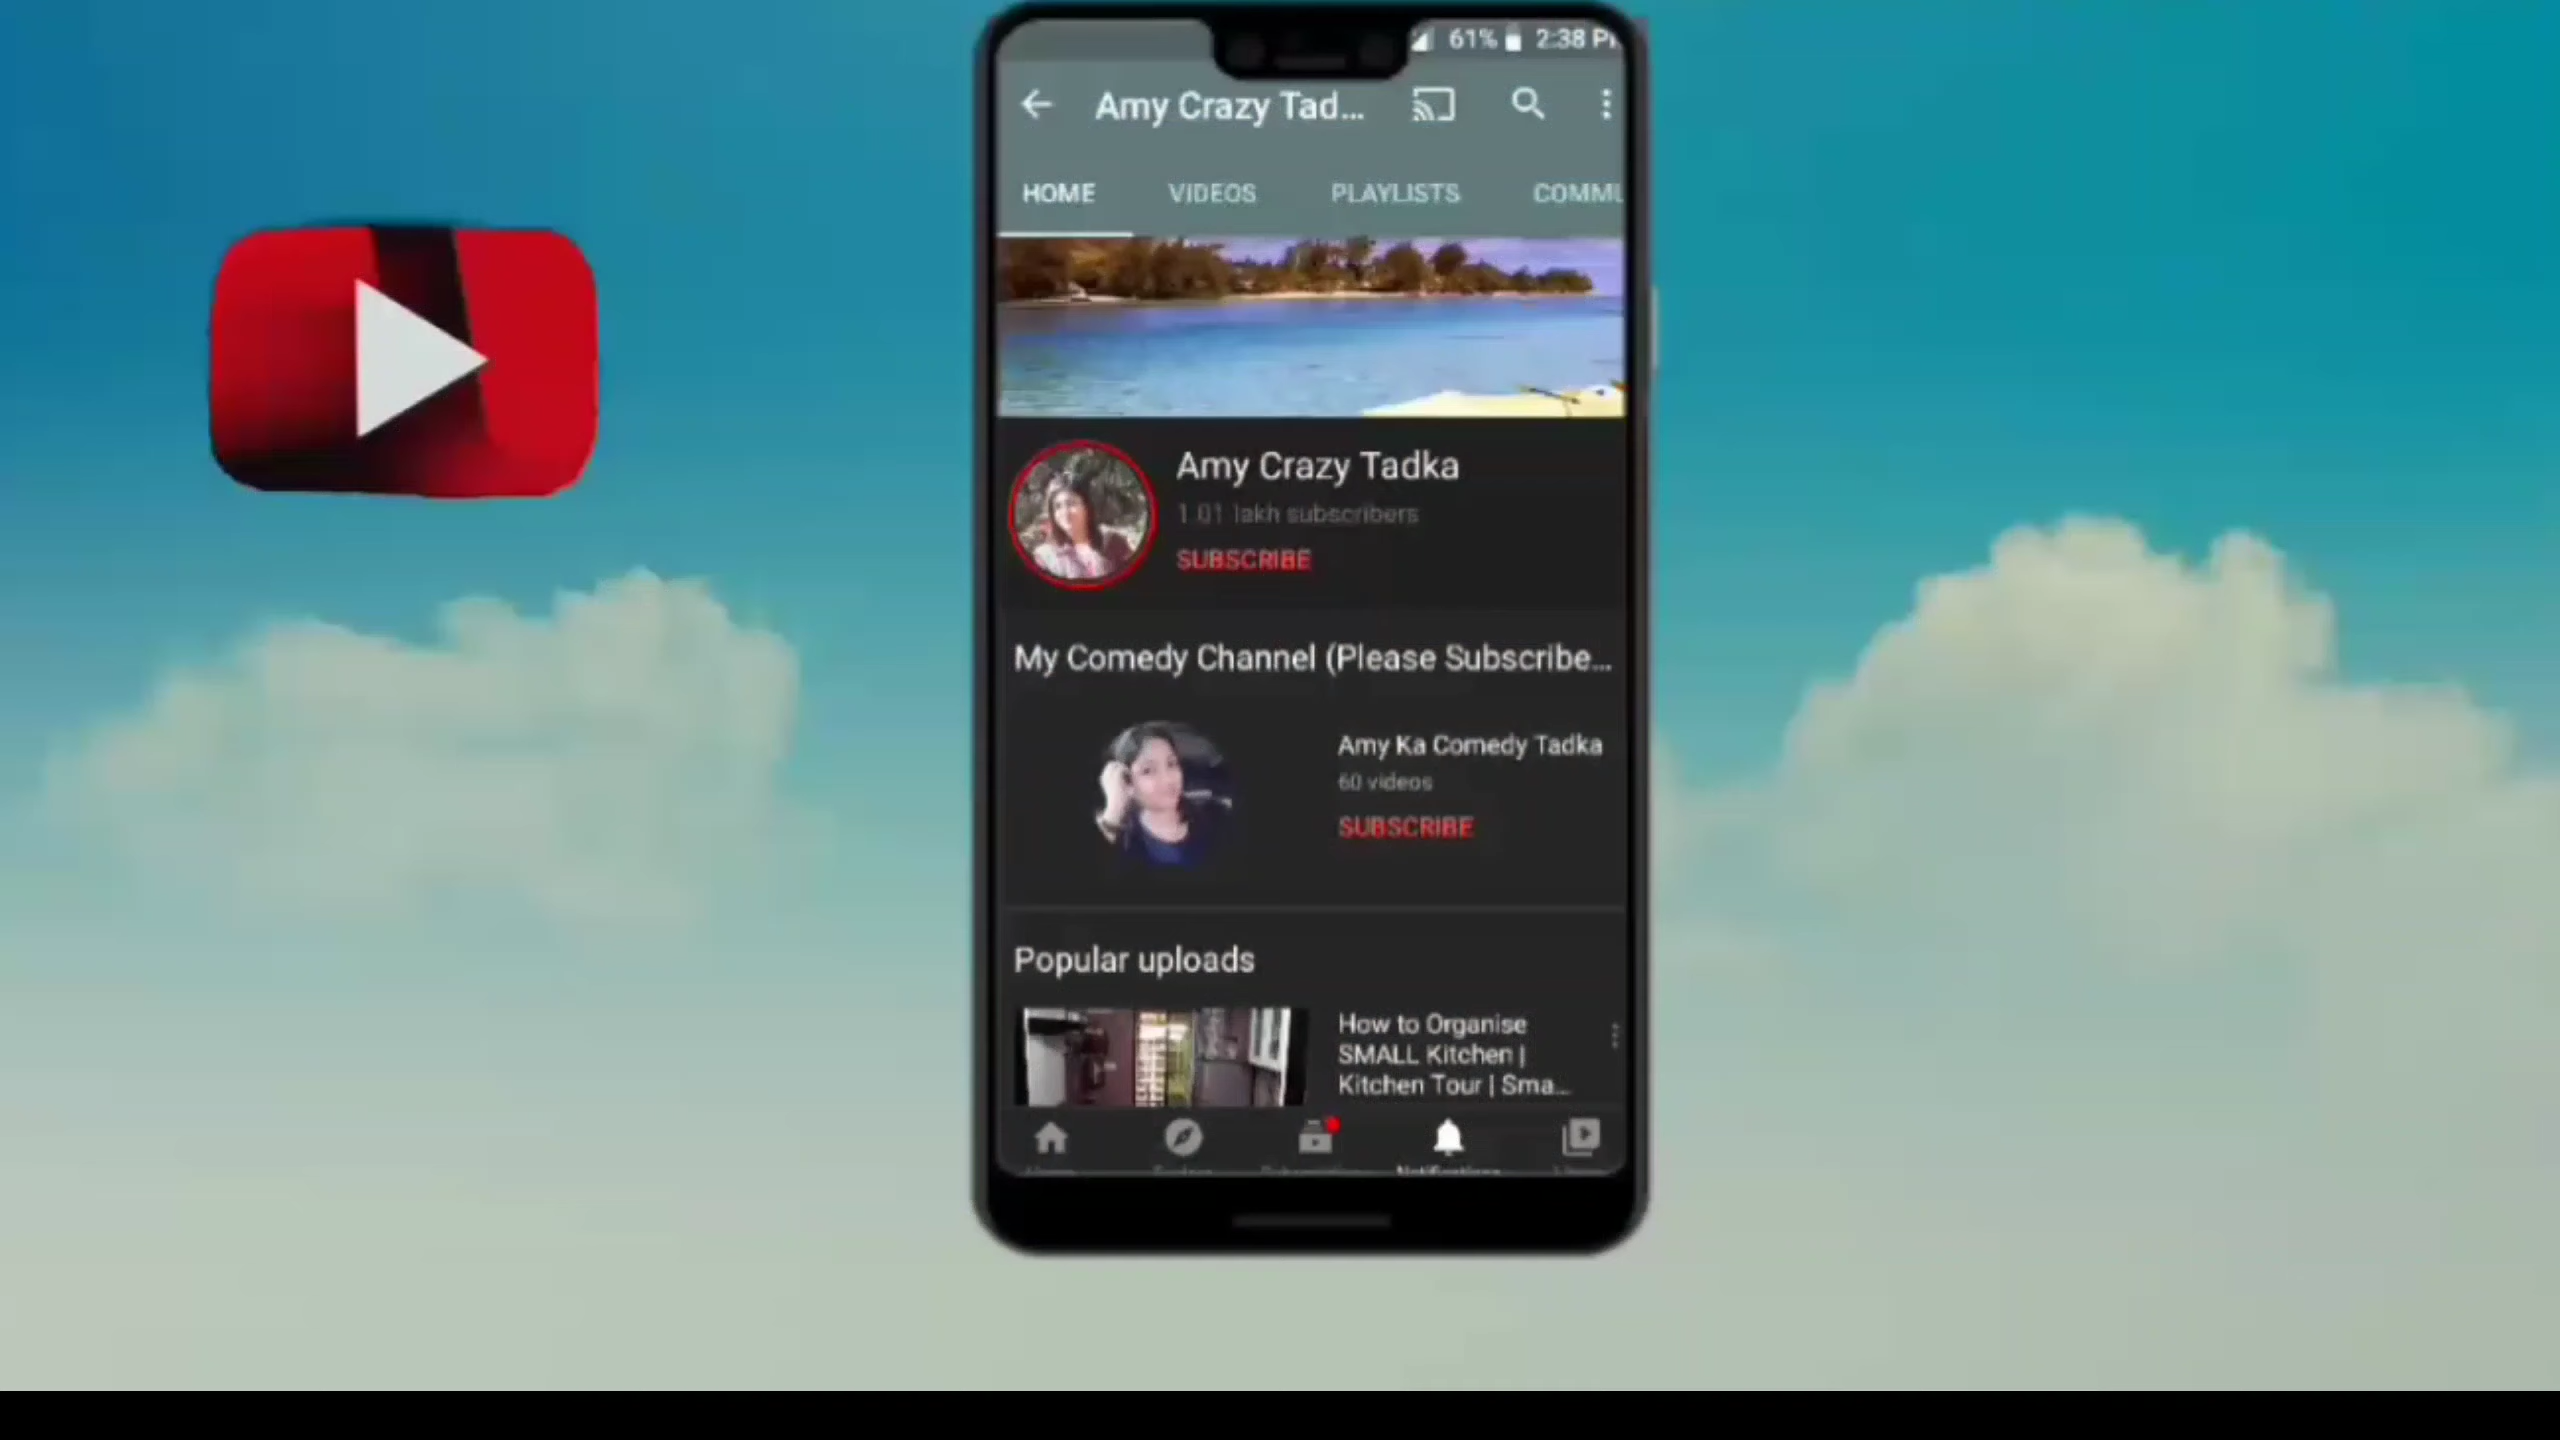 61% 2:38 P
Amy Crazy Tad...
HOME VIDEOS PLAYLISTS COMMU
Amy Crazy Tadka
1.01 lakh subscribers
SUBSCRIBE
My Comedy Channel (Please Subscribe...
Amy Ka Comedy Tadka
60 videos
SUBSCRIBE
Popular uploads
How to Organise
SMALL Kitchen |
Kitchen Tour | Sma...
Notifications